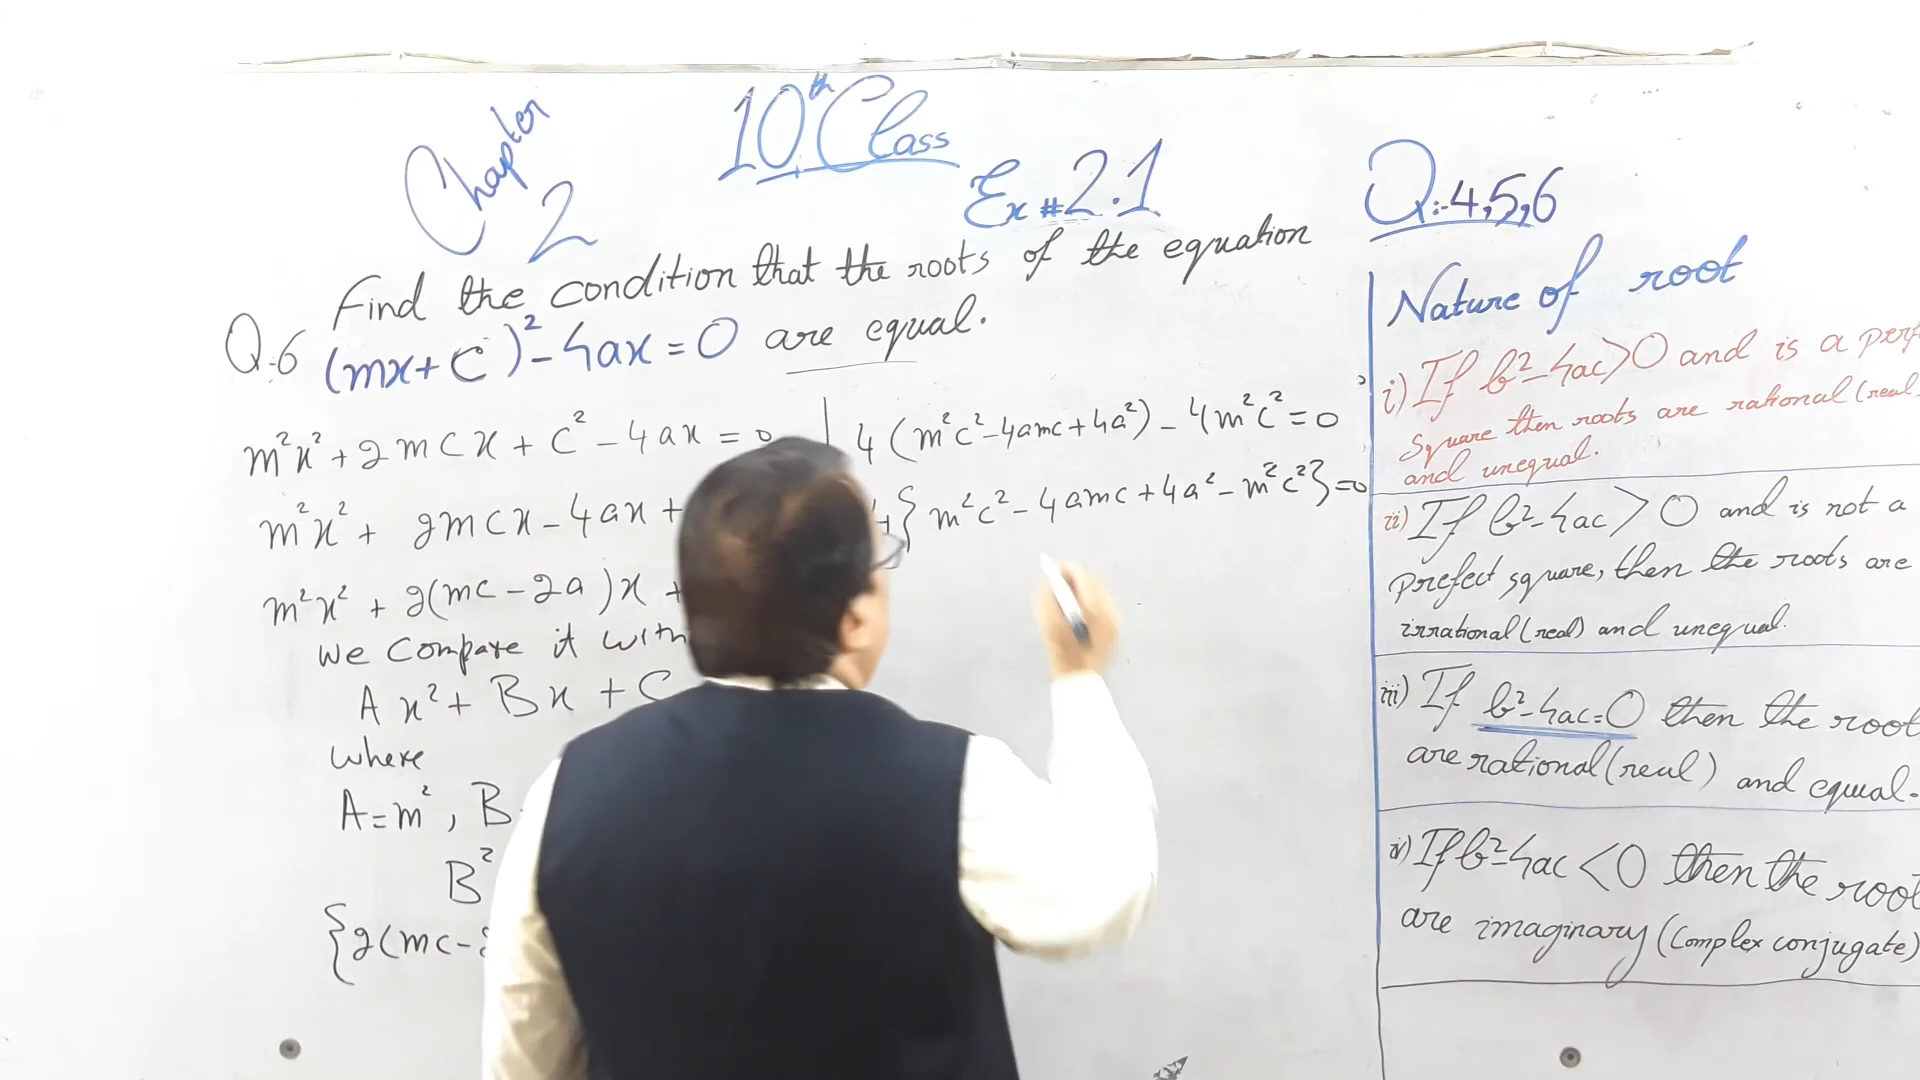 Chapter 2
10th Class
Ex #2.1
Q:-4,5,6
Find the condition that the roots of the equation
Q.6 (mx+C)²-4ax=0 are equal.
m²x²+2mcx+c²-4ax=0
m²x²+ 2mcx-4ax+
m²x²+2(mc-2a)x+
we compare it with
Ax²+Bx+C
where
A=m², B
B²
{2(mc-
4(m²c²-4amc+4a²)-4m²c²=0
4{m²c²-4amc+4a²-m²c²}=0
Nature of root
i) If b²-4ac>0 and is a perf
Square then roots are rational (real
and unequal.
ii) If b²-4ac>0 and is not a
prefect square, then the roots are
irrational (real) and unequal.
iii) If b²-4ac=0 then the root
are rational (real) and equal.
iv) If b²-4ac<0 then the root
are imaginary (Complex conjugate)